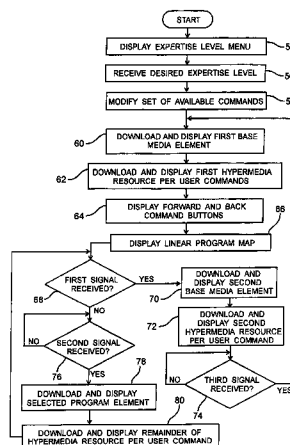 START
DISPLAY EXPERTISE LEVEL MENU
RECEIVE DESIRED EXPERTISE LEVEL
MODIFY SET OF AVAILABLE COMMANDS
60
DOWNLOAD AND DISPLAY FIRST BASE
MEDIA ELEMENT
62
DOWNLOAD AND DISPLAY FIRST HYPERMEDIA
RESOURCE PER USER COMMANDS
64
DISPLAY FORWARD AND BACK
COMMAND BUTTONS
66
DISPLAY LINEAR PROGRAM MAP
FIRST SIGNAL
RECEIVED?
68
YES
NO
70
DOWNLOAD AND
DISPLAY SECOND
BASE MEDIA ELEMENT
72
DOWNLOAD AND
DISPLAY SECOND
HYPERMEDIA RESOURCE
PER USER COMMAND
SECOND SIGNAL
RECEIVED?
NO
76
YES
78
DOWNLOAD AND DISPLAY
SELECTED PROGRAM ELEMENT
NO
THIRD SIGNAL
RECEIVED?
YES
74
80
DOWNLOAD AND DISPLAY REMAINDER
OF HYPERMEDIA RESOURCE PER USER COMMAND